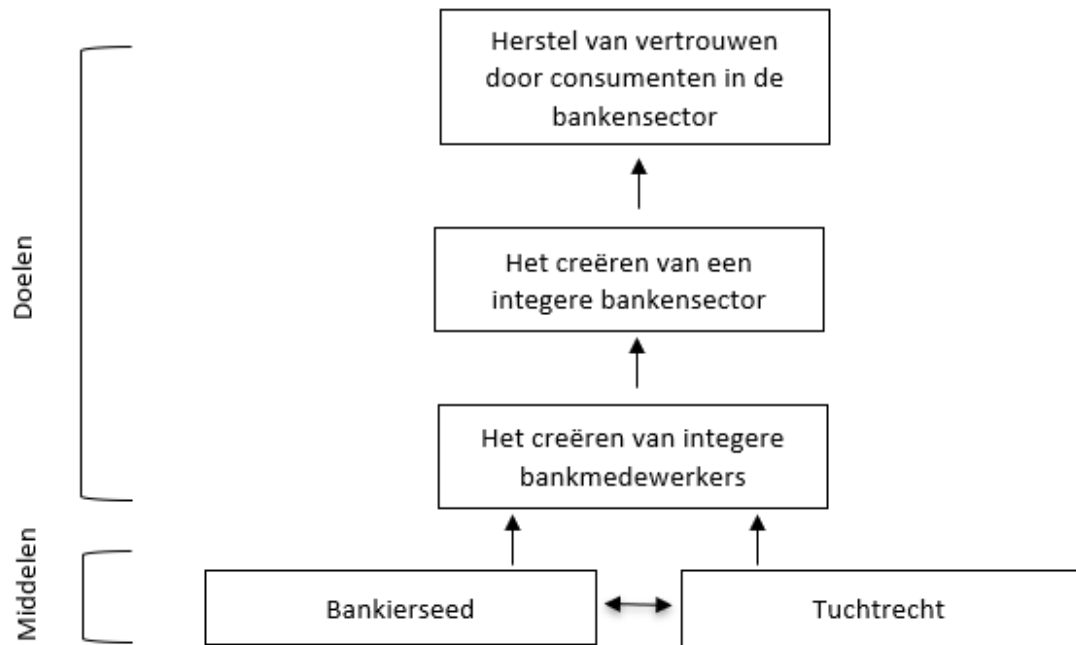 Herstel van vertrouwen
door consumenten in de
bankensector
Doelen
Het creëren van een
integere bankensector
Het creëren van integere
bankmedewerkers
Middelen
Bankierseed
Tuchtrecht